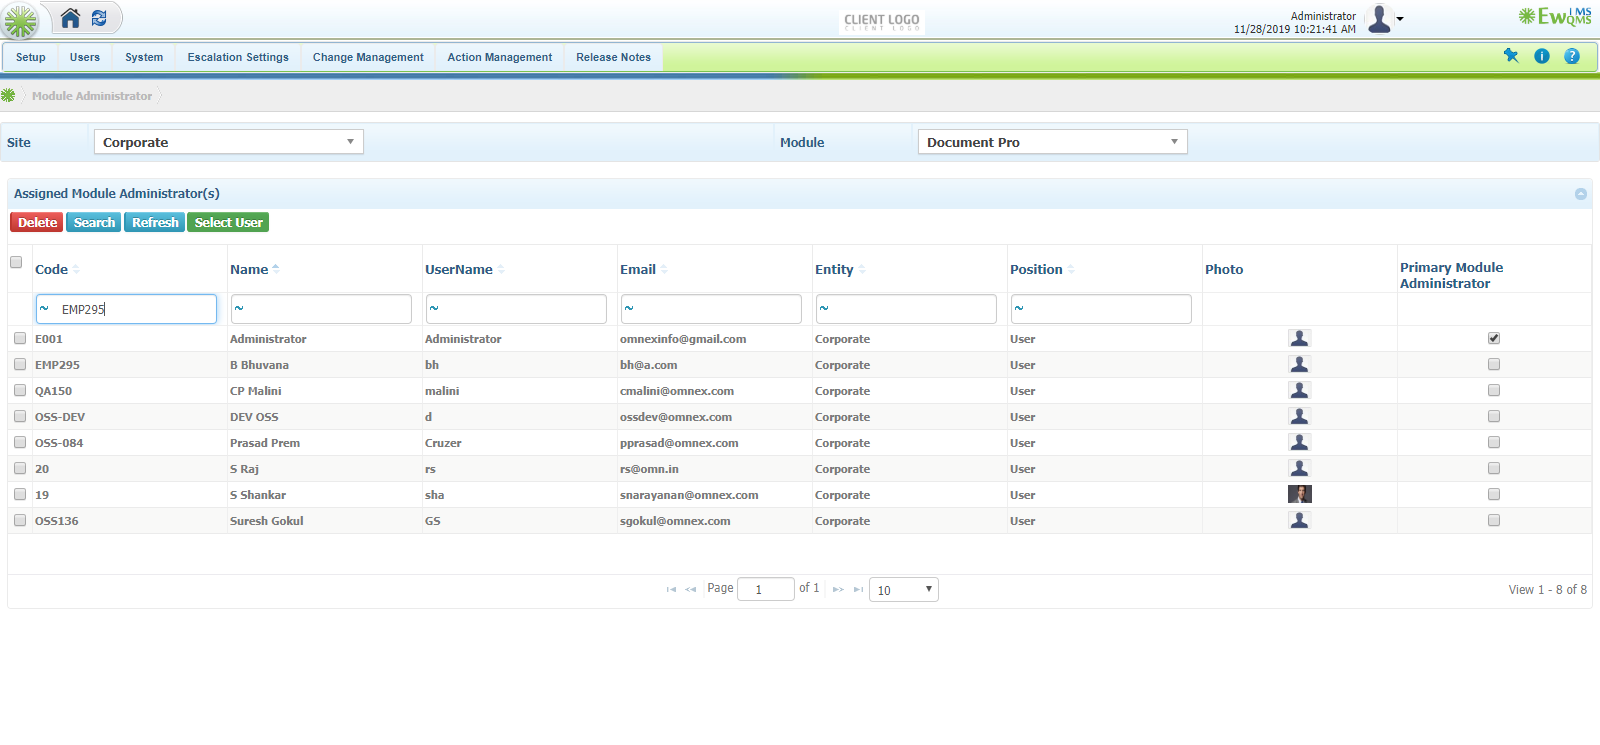 CLIENT LOGO
CLIENT LOGO
Administrator
11/28/2019 10:21:41 AM
EwIMS
QMS
Setup Users System Escalation Settings Change Management Action Management Release Notes
Module Administrator
Site Corporate Module Document Pro
Assigned Module Administrator(s)
Delete Search Refresh Select User
Code Name UserName Email Entity Position Photo Primary Module Administrator
~ EMP295 ~ ~ ~ ~ ~
E001 Administrator Administrator omnexinfo@gmail.com Corporate User
EMP295 B Bhuvana bh bh@a.com Corporate User
QA150 CP Malini malini cmalini@omnex.com Corporate User
OSS-DEV DEV OSS d ossdev@omnex.com Corporate User
OSS-084 Prasad Prem Cruzer pprasad@omnex.com Corporate User
20 S Raj rs rs@omn.in Corporate User
19 S Shankar sha snarayanan@omnex.com Corporate User
OSS136 Suresh Gokul GS sgokul@omnex.com Corporate User
Page 1 of 1 10 View 1 - 8 of 8